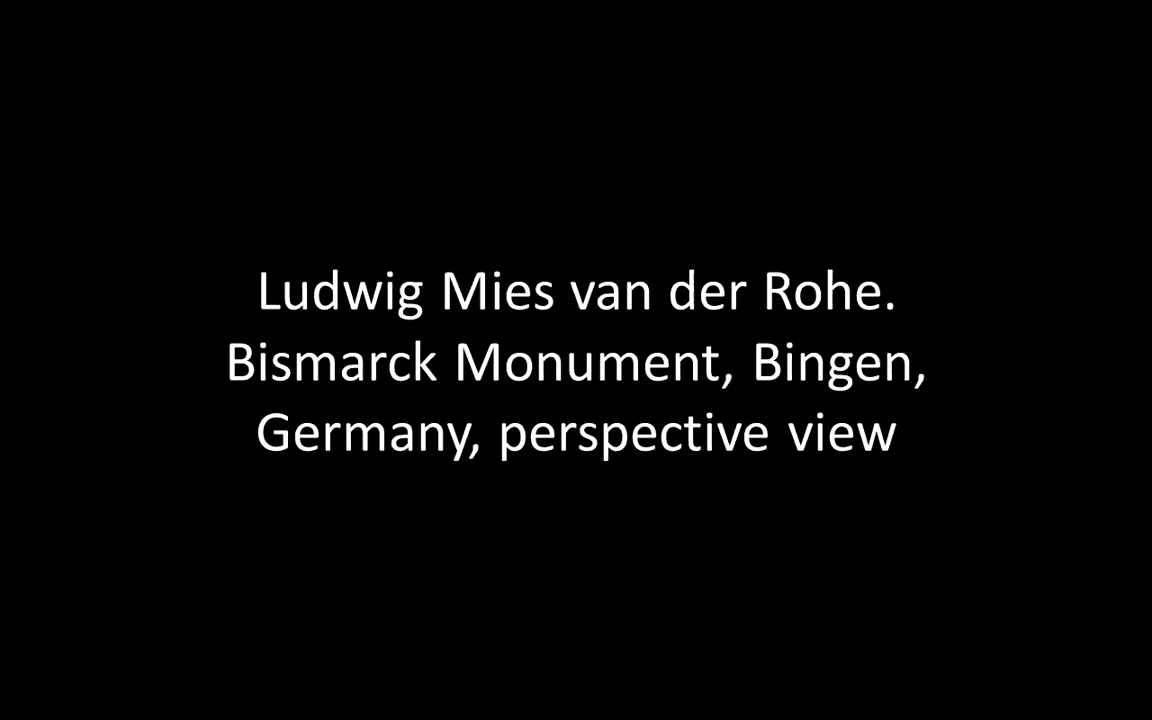 Ludwig Mies van der Rohe.
Bismarck Monument, Bingen,
Germany, perspective view